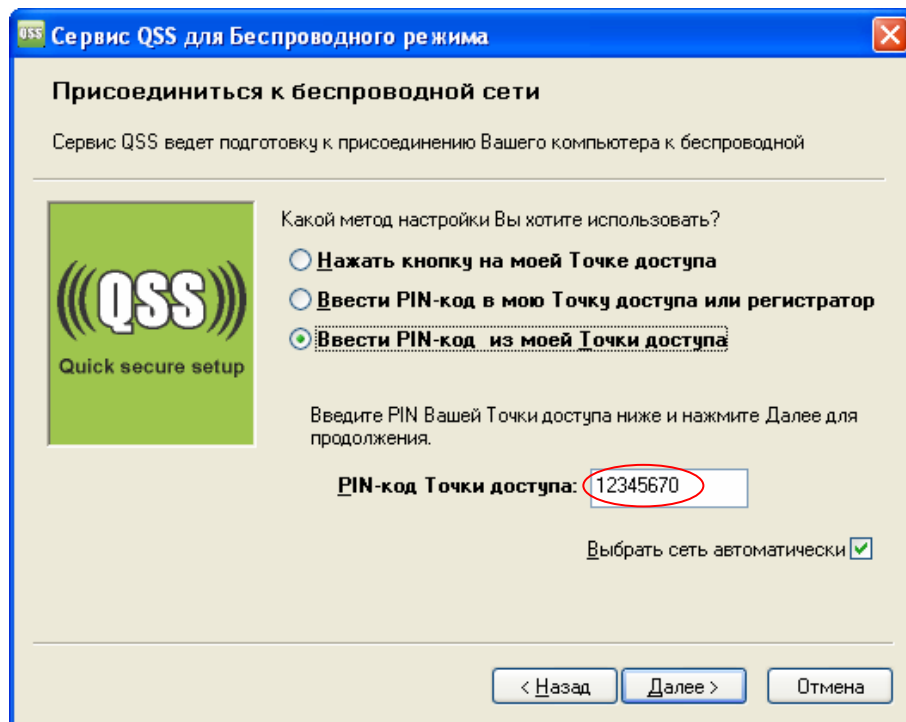 QSS Сервис QSS для Беспроводного режима
Присоединиться к беспроводной сети
Сервис QSS ведет подготовку к присоединению Вашего компьютера к беспроводной
Какой метод настройки Вы хотите использовать?
Нажать кнопку на моей Точке доступа
Ввести PIN-код в мою Точку доступа или регистратор
Ввести PIN-код из моей Точки доступа
(((QSS)))
Quick secure setup
Введите PIN Вашей Точки доступа ниже и нажмите Далее для
продолжения.
PIN-код Точки доступа: 12345670
Выбрать сеть автоматически
< Назад Далее > Отмена